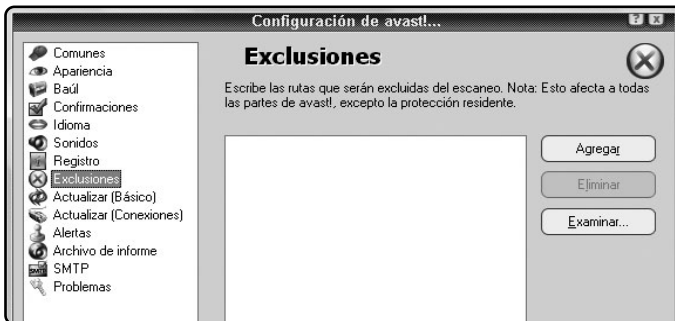 Configuración de avast!...
Comunes
Apariencia
Baúl
Confirmaciones
Idioma
Sonidos
Registro
Exclusiones
Actualizar (Básico)
Actualizar (Conexiones)
Alertas
Archivo de informe
SMTP
Problemas
Exclusiones
Escribe las rutas que serán excluidas del escaneo. Nota: Esto afecta a todas
las partes de avast!, excepto la protección residente.
Agregar
Eliminar
Examinar...